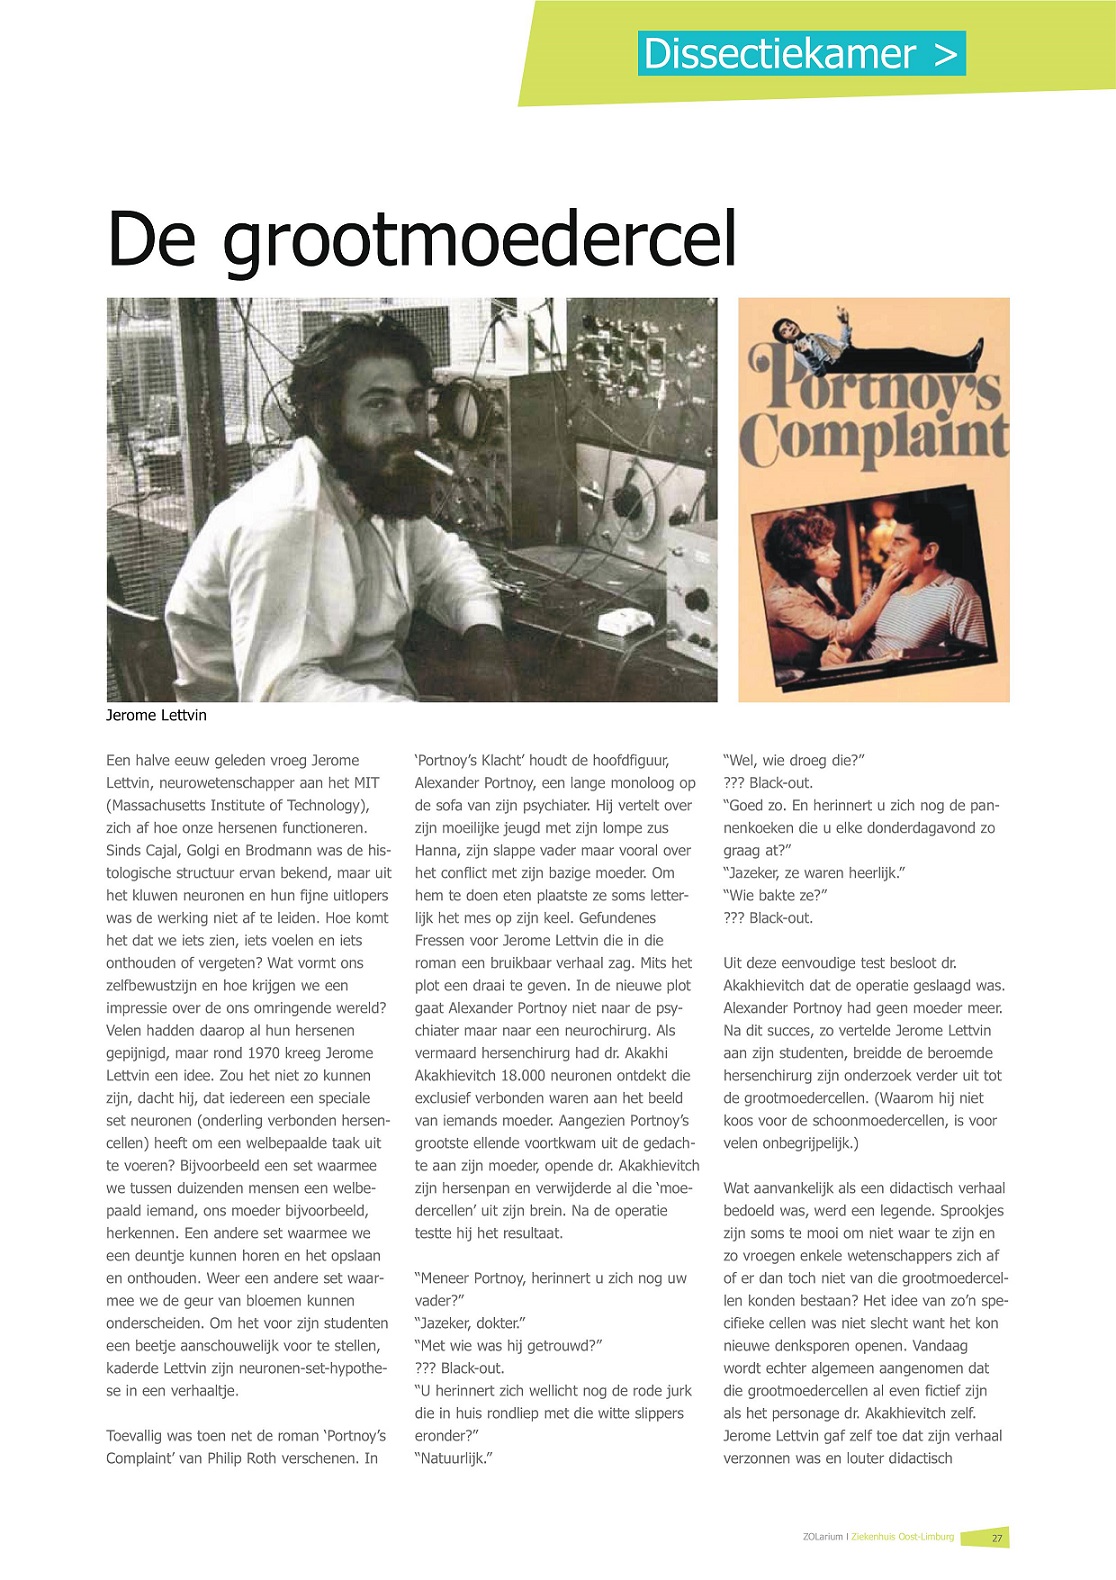 Dissectiekamer >
De grootmoedercel
Portnoy's
Complaint
Jerome Lettvin
Een halve eeuw geleden vroeg Jerome
Lettvin, neurowetenschapper aan het MIT
(Massachusetts Institute of Technology),
zich af hoe onze hersenen functioneren.
Sinds Cajal, Golgi en Brodmann was de his-
tologische structuur ervan bekend, maar uit
het kluwen neuronen en hun fijne uitlopers
was de werking niet af te leiden. Hoe komt
het dat we iets zien, iets voelen en iets
onthouden of vergeten? Wat vormt ons
zelfbewustzijn en hoe krijgen we een
impressie over de ons omringende wereld?
Velen hadden daarop al hun hersenen
gepijnigd, maar rond 1970 kreeg Jerome
Lettvin een idee. Zou het niet zo kunnen
zijn, dacht hij, dat iedereen een speciale
set neuronen (onderling verbonden hersen-
cellen) heeft om een welbepaalde taak uit
te voeren? Bijvoorbeeld een set waarmee
we tussen duizenden mensen een welbe-
paald iemand, ons moeder bijvoorbeeld,
herkennen. Een andere set waarmee we
een deuntje kunnen horen en het opslaan
en onthouden. Weer een andere set waar-
mee we de geur van bloemen kunnen
onderscheiden. Om het voor zijn studenten
een beetje aanschouwelijk voor te stellen,
kaderde Lettvin zijn neuronen-set-hypothe-
se in een verhaaltje.
Toevallig was toen net de roman ‘Portnoy’s
Complaint’ van Philip Roth verschenen. In
‘Portnoy’s Klacht’ houdt de hoofdfiguur,
Alexander Portnoy, een lange monoloog op
de sofa van zijn psychiater. Hij vertelt over
zijn moeilijke jeugd met zijn lompe zus
Hanna, zijn slappe vader maar vooral over
het conflict met zijn bazige moeder. Om
hem te doen eten plaatste ze soms letter-
lijk het mes op zijn keel. Gefundenes
Fressen voor Jerome Lettvin die in die
roman een bruikbaar verhaal zag. Mits het
plot een draai te geven. In de nieuwe plot
gaat Alexander Portnoy niet naar de psy-
chiater maar naar een neurochirurg. Als
vermaard hersenchirurg had dr. Akakhi
Akakhievitch 18.000 neuronen ontdekt die
exclusief verbonden waren aan het beeld
van iemands moeder. Aangezien Portnoy’s
grootste ellende voortkwam uit de gedach-
te aan zijn moeder, opende dr. Akakhievitch
zijn hersenpan en verwijderde al die ‘moe-
dercellen’ uit zijn brein. Na de operatie
testte hij het resultaat.
“Meneer Portnoy, herinnert u zich nog uw
vader?”
“Jazeker, dokter.”
“Met wie was hij getrouwd?”
??? Black-out.
“U herinnert zich wellicht nog de rode jurk
die in huis rondliep met die witte slippers
eronder?”
“Natuurlijk.”
“Wel, wie droeg die?”
??? Black-out.
“Goed zo. En herinnert u zich nog de pan-
nenkoeken die u elke donderdagavond zo
graag at?”
“Jazeker, ze waren heerlijk.”
“Wie bakte ze?”
??? Black-out.
Uit deze eenvoudige test besloot dr.
Akakhievitch dat de operatie geslaagd was.
Alexander Portnoy had geen moeder meer.
Na dit succes, zo vertelde Jerome Lettvin
aan zijn studenten, breidde de beroemde
hersenchirurg zijn onderzoek verder uit tot
de grootmoedercellen. (Waarom hij niet
koos voor de schoonmoedercellen, is voor
velen onbegrijpelijk.)
Wat aanvankelijk als een didactisch verhaal
bedoeld was, werd een legende. Sprookjes
zijn soms te mooi om niet waar te zijn en
zo vroegen enkele wetenschappers zich af
of er dan toch niet van die grootmoedercel-
len konden bestaan? Het idee van zo’n spe-
cifieke cellen was niet slecht want het kon
nieuwe denksporen openen. Vandaag
wordt echter algemeen aangenomen dat
die grootmoedercellen al even fictief zijn
als het personage dr. Akakhievitch zelf.
Jerome Lettvin gaf zelf toe dat zijn verhaal
verzonnen was en louter didactisch
ZOLarium I Ziekenhuis Oost-Limburg 27